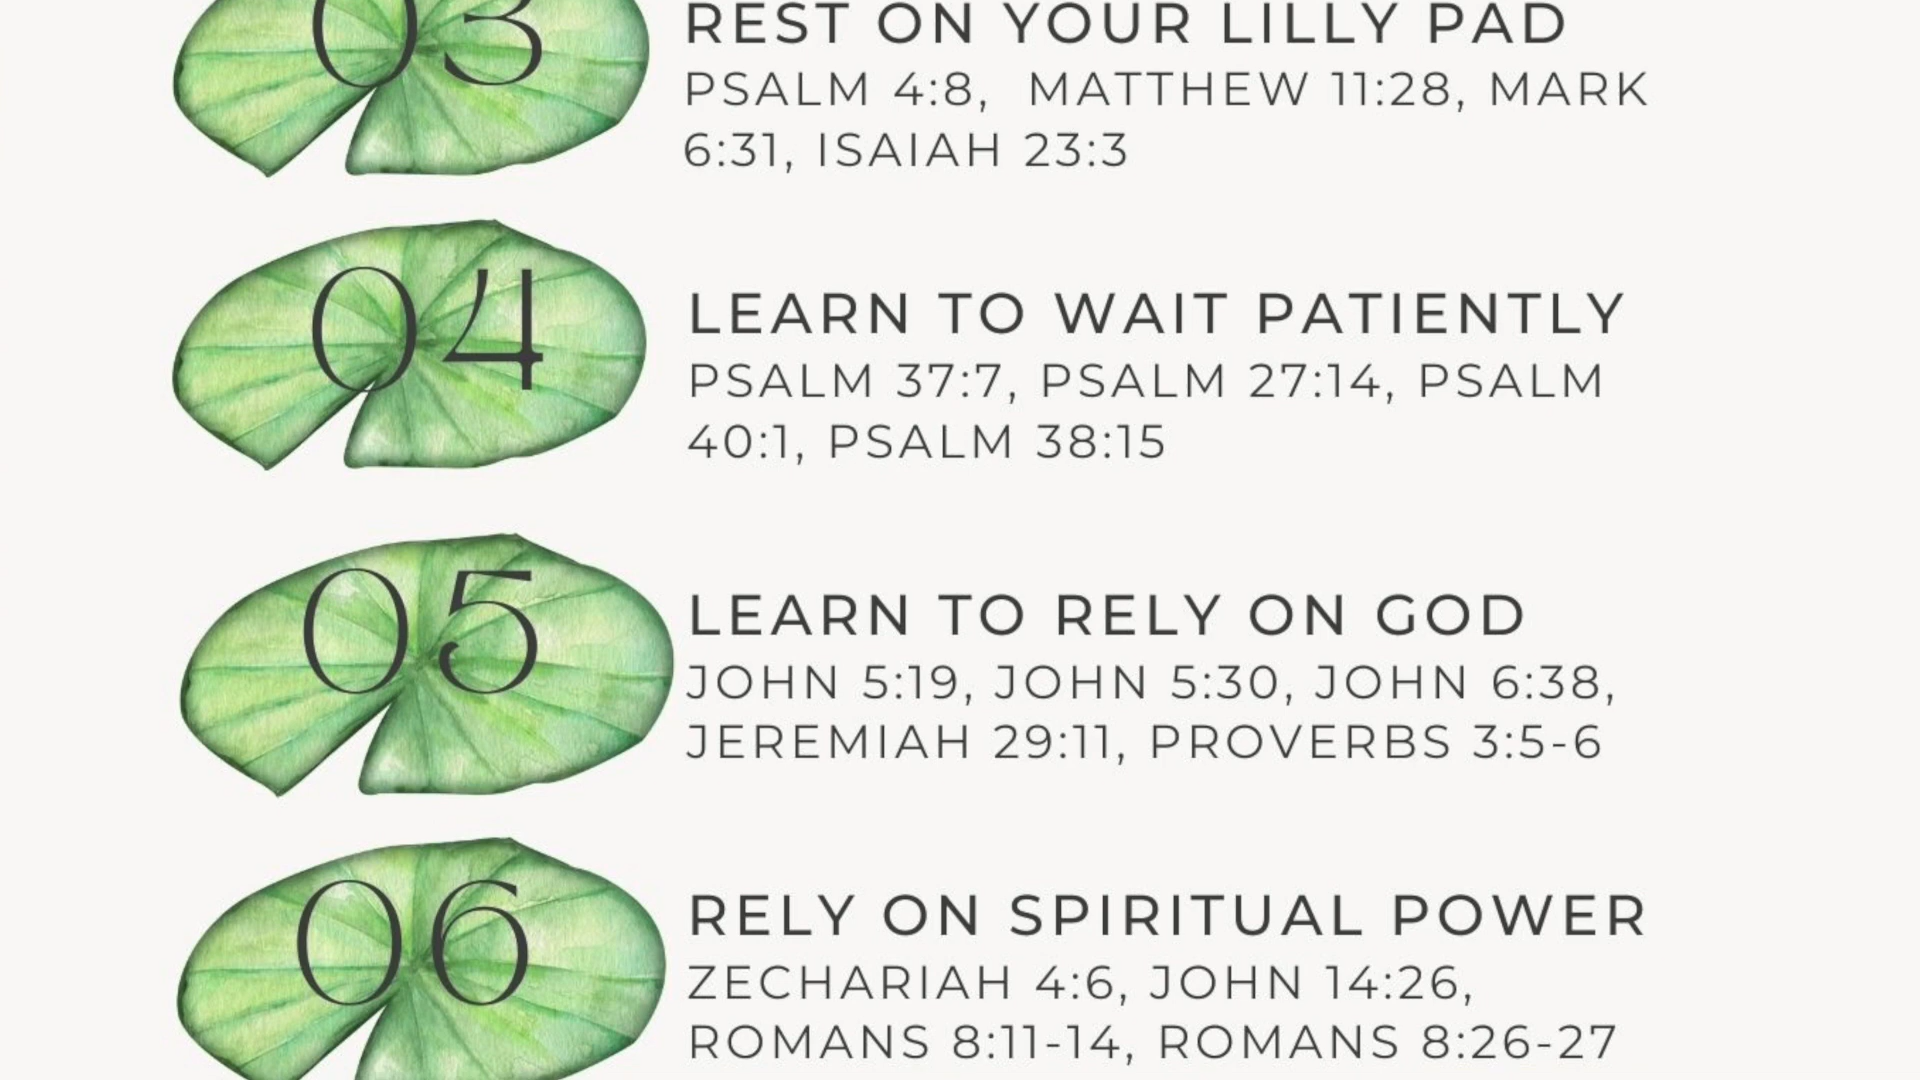 03
REST ON YOUR LILLY PAD
PSALM 4:8, MATTHEW 11:28, MARK
6:31, ISAIAH 23:3
04
LEARN TO WAIT PATIENTLY
PSALM 37:7, PSALM 27:14, PSALM
40:1, PSALM 38:15
05
LEARN TO RELY ON GOD
JOHN 5:19, JOHN 5:30, JOHN 6:38,
JEREMIAH 29:11, PROVERBS 3:5-6
06
RELY ON SPIRITUAL POWER
ZECHARIAH 4:6, JOHN 14:26,
ROMANS 8:11-14, ROMANS 8:26-27